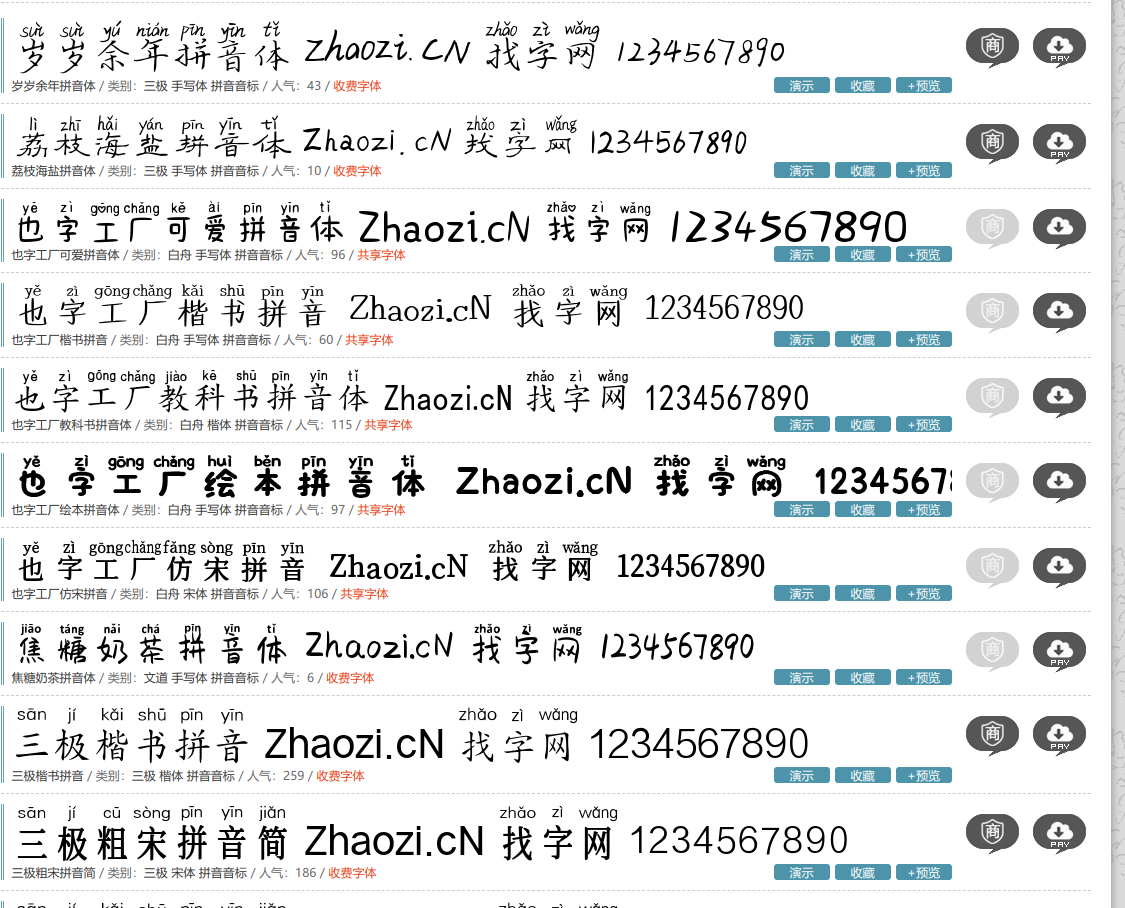 suì suì yú nián pīn yīn tǐ zhǎo zì wǎng
岁岁余年拼音体 Zhaozi.CN 找字网 1234567890
商
岁岁余年拼音体 / 类别：三极 手写体 拼音音标 / 人气：43 / 收费字体 演示 收藏 +预览 PAY
lì zhī hǎi yán pīn yīn tǐ zhǎo zì wǎng
荔枝海盐拼音体 Zhaozi.cN 找字网 1234567890
商
荔枝海盐拼音体 / 类别：三极 手写体 拼音音标 / 人气：10 / 收费字体 演示 收藏 +预览 PAY
yě zì gōng chǎng kě ài pīn yīn tǐ zhǎo zì wǎng
也字工厂可爱拼音体 Zhaozi.cN 找字网 1234567890
商
也字工厂可爱拼音体 / 类别：白舟 手写体 拼音音标 / 人气：96 / 共享字体 演示 收藏 +预览
yě zì gōng chǎng kǎi shū pīn yīn zhǎo zì wǎng
也字工厂楷书拼音 Zhaozi.cN 找字网 1234567890
商
也字工厂楷书拼音 / 类别：白舟 手写体 拼音音标 / 人气：60 / 共享字体 演示 收藏 +预览
yě zì gōng chǎng jiào kē shū pīn yīn tǐ zhǎo zì wǎng
也字工厂教科书拼音体 Zhaozi.cN 找字网 1234567890
商
也字工厂教科书拼音体 / 类别：白舟 楷体 拼音音标 / 人气：115 / 共享字体 演示 收藏 +预览
yě zì gōng chǎng huì běn pīn yīn tǐ zhǎo zì wǎng
也字工厂绘本拼音体 Zhaozi.cN 找字网 1234567
商
也字工厂绘本拼音体 / 类别：白舟 手写体 拼音音标 / 人气：97 / 共享字体 演示 收藏 +预览
yě zì gōng chǎng fǎng sòng pīn yīn zhǎo zì wǎng
也字工厂仿宋拼音 Zhaozi.cN 找字网 1234567890
商
也字工厂仿宋拼音 / 类别：白舟 宋体 拼音音标 / 人气：106 / 共享字体 演示 收藏 +预览
jiāo táng nǎi chá pīn yīn tǐ zhǎo zì wǎng
焦糖奶茶拼音体 Zhaozi.CN 找字网 1234567890
商
焦糖奶茶拼音体 / 类别：文道 手写体 拼音音标 / 人气：6 / 收费字体 演示 收藏 +预览 PAY
sān jí kǎi shū pīn yīn zhǎo zì wǎng
三极楷书拼音 Zhaozi.cN 找字网 1234567890
商
三极楷书拼音 / 类别：三极 楷体 拼音音标 / 人气：259 / 收费字体 演示 收藏 +预览 PAY
sān jí cū sòng pīn yīn jiǎn zhǎo zì wǎng
三极粗宋拼音简 Zhaozi.cN 找字网 1234567890
商
三极粗宋拼音简 / 类别：三极 宋体 拼音音标 / 人气：186 / 收费字体 演示 收藏 +预览 PAY